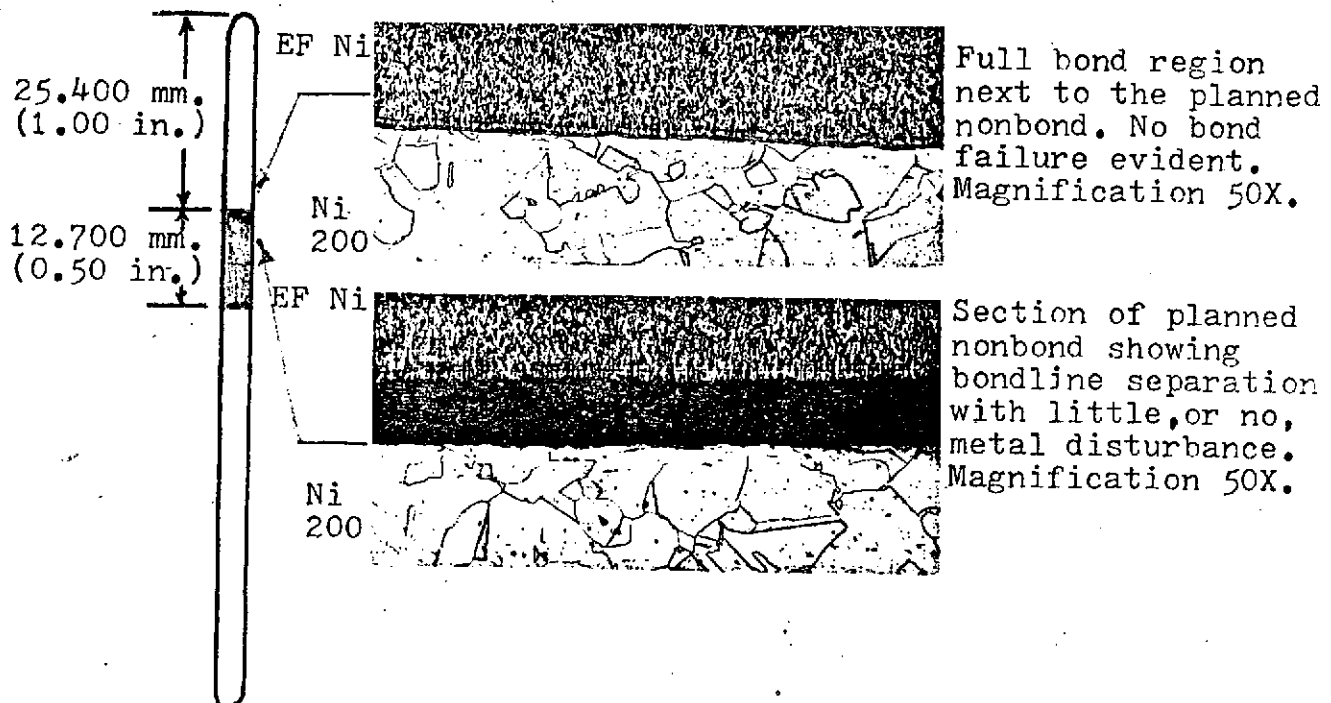 25.400 mm.
(1.00 in.)
12.700 mm.
(0.50 in.)
EF Ni
Ni
200
Full bond region
next to the planned
nonbond. No bond
failure evident.
Magnification 50X.
EF Ni
Ni
200
Section of planned
nonbond showing
bondline separation
with little,or no,
metal disturbance.
Magnification 50X.